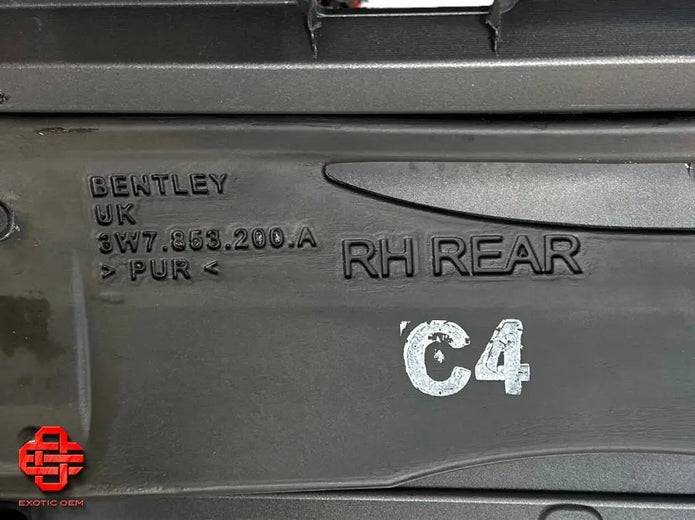 BENTLEY
UK
3W7.853.200.A
> PUR <
RH REAR
C4
EXOTIC OEM